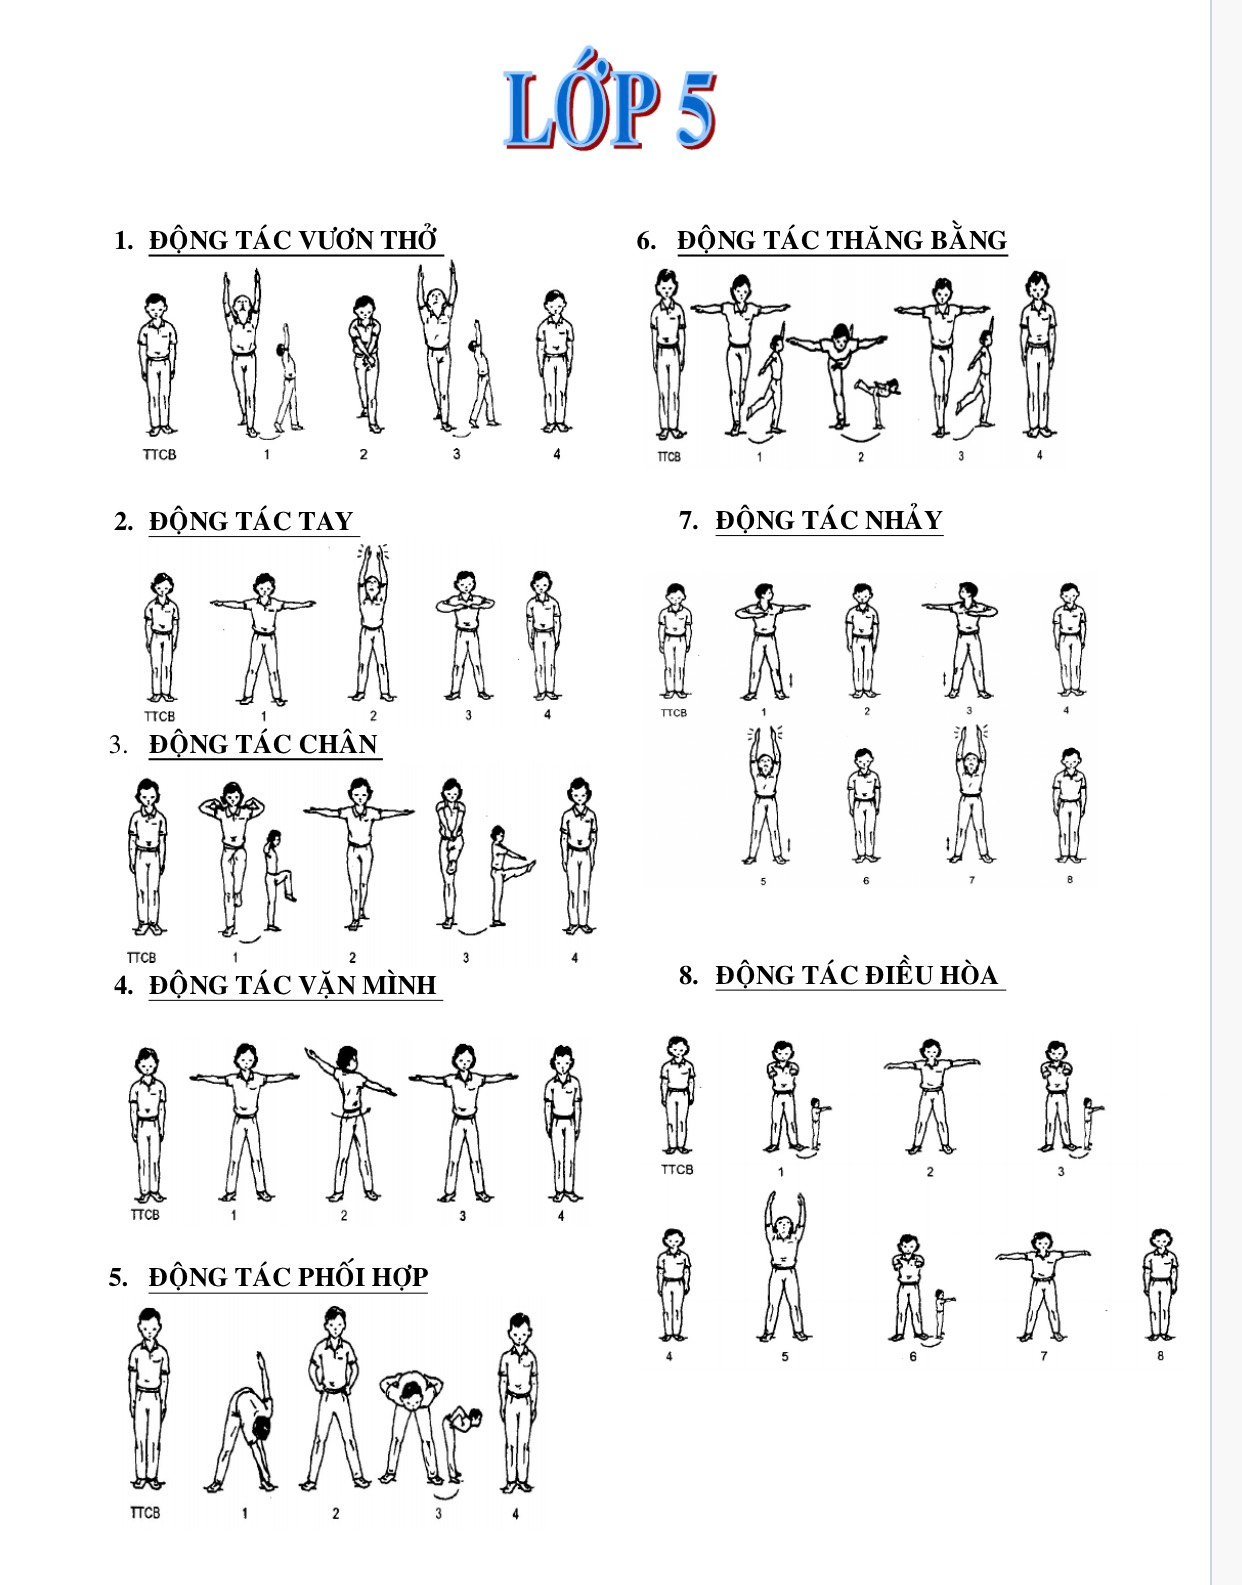 LỚP 5
1. ĐỘNG TÁC VƯƠN THỞ
TTCB 1 2 3 4
2. ĐỘNG TÁC TAY
TTCB 1 2 3 4
3. ĐỘNG TÁC CHÂN
TTCB 1 2 3 4
4. ĐỘNG TÁC VẶN MÌNH
TTCB 1 2 3 4
5. ĐỘNG TÁC PHỐI HỢP
TTCB 1 2 3 4
6. ĐỘNG TÁC THĂNG BẰNG
TTCB 1 2 3 4
7. ĐỘNG TÁC NHẢY
TTCB 1 2 3 4
5 6 7 8
8. ĐỘNG TÁC ĐIỀU HÒA
TTCB 1 2 3
4 5 6 7 8